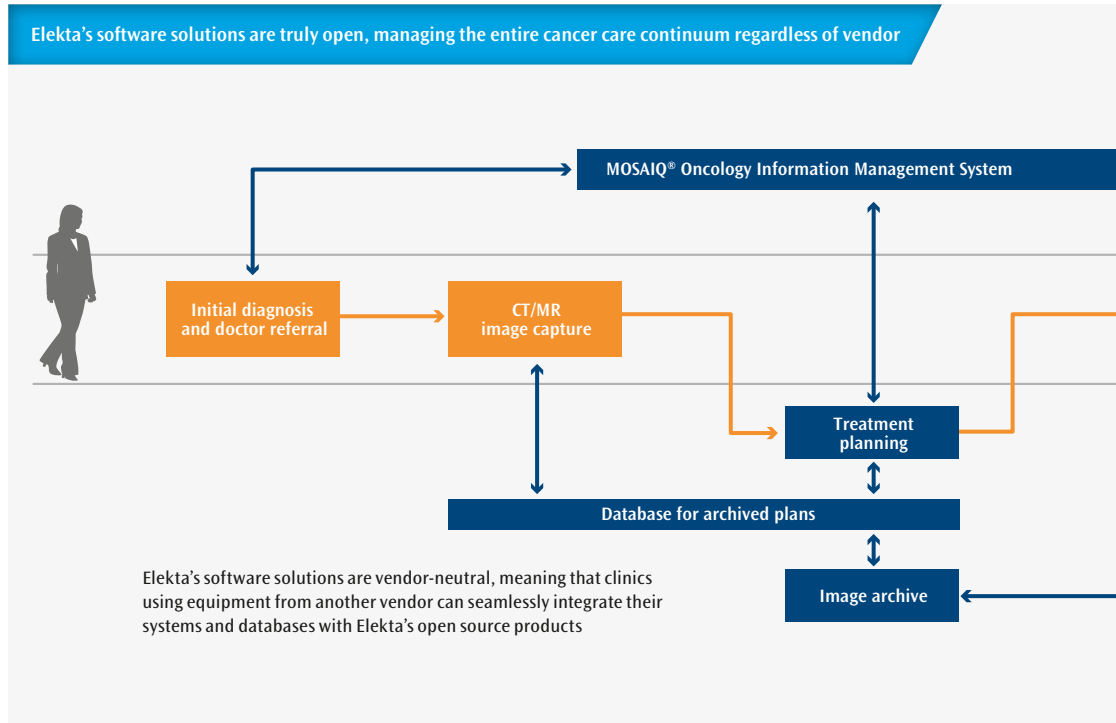 Elekta’s software solutions are truly open, managing the entire cancer care continuum regardless of vendor
MOSAIQ® Oncology Information Management System
Initial diagnosis
and doctor referral
CT/MR
image capture
Treatment
planning
Database for archived plans
Image archive
Elekta’s software solutions are vendor-neutral, meaning that clinics
using equipment from another vendor can seamlessly integrate their
systems and databases with Elekta’s open source products